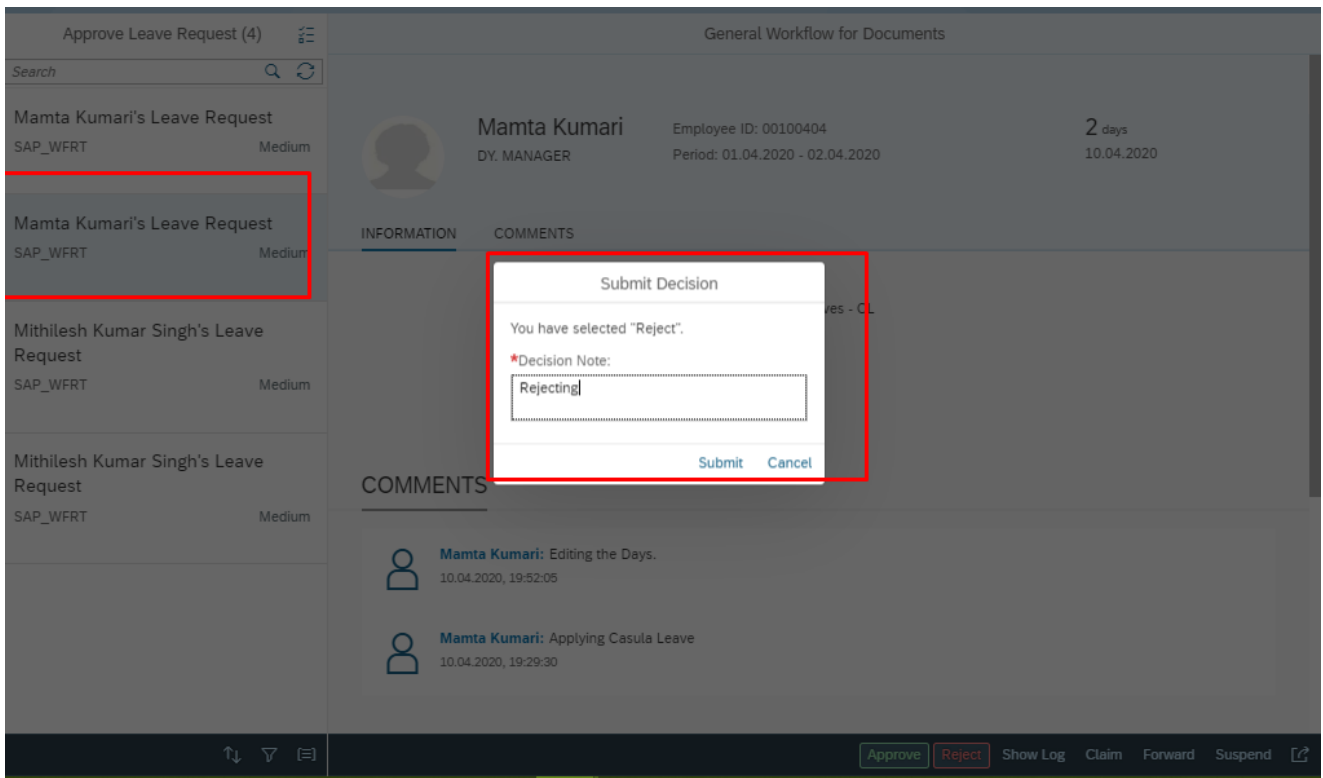 Approve Leave Request (4)
General Workflow for Documents
Search
Mamta Kumari's Leave Request
SAP_WFRT Medium
Mamta Kumari's Leave Request
SAP_WFRT Medium
Mithilesh Kumar Singh's Leave
Request
SAP_WFRT Medium
Mithilesh Kumar Singh's Leave
Request
SAP_WFRT Medium
Mamta Kumari
DY. MANAGER
Employee ID: 00100404
Period: 01.04.2020 - 02.04.2020
2 days
10.04.2020
INFORMATION COMMENTS
- CL
Submit Decision
You have selected "Reject".
*Decision Note:
Rejecting
Submit Cancel
COMMENTS
Mamta Kumari: Editing the Days.
10.04.2020, 19:52:05
Mamta Kumari: Applying Casula Leave
10.04.2020, 19:29:30
Approve Reject Show Log Claim Forward Suspend